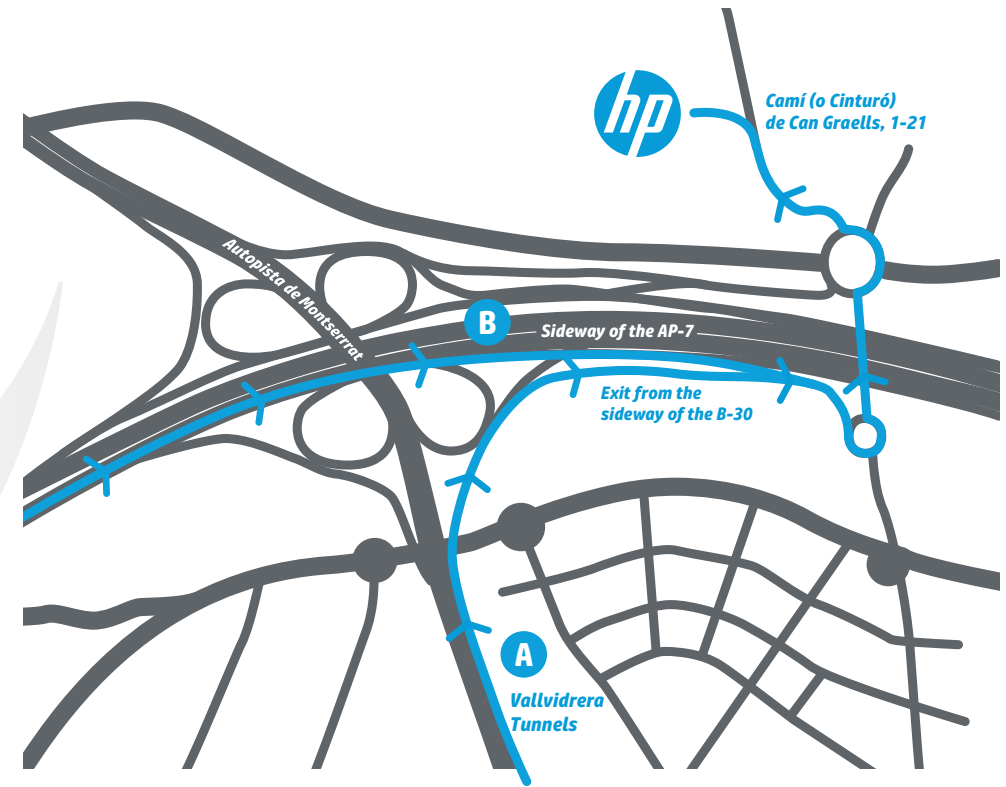 hp
Camí (o Cinturó)
de Can Graells, 1-21
Autopista de Montserrrat
B
Sideway of the AP-7
Exit from the
sideway of the B-30
A
Vallvidrera
Tunnels